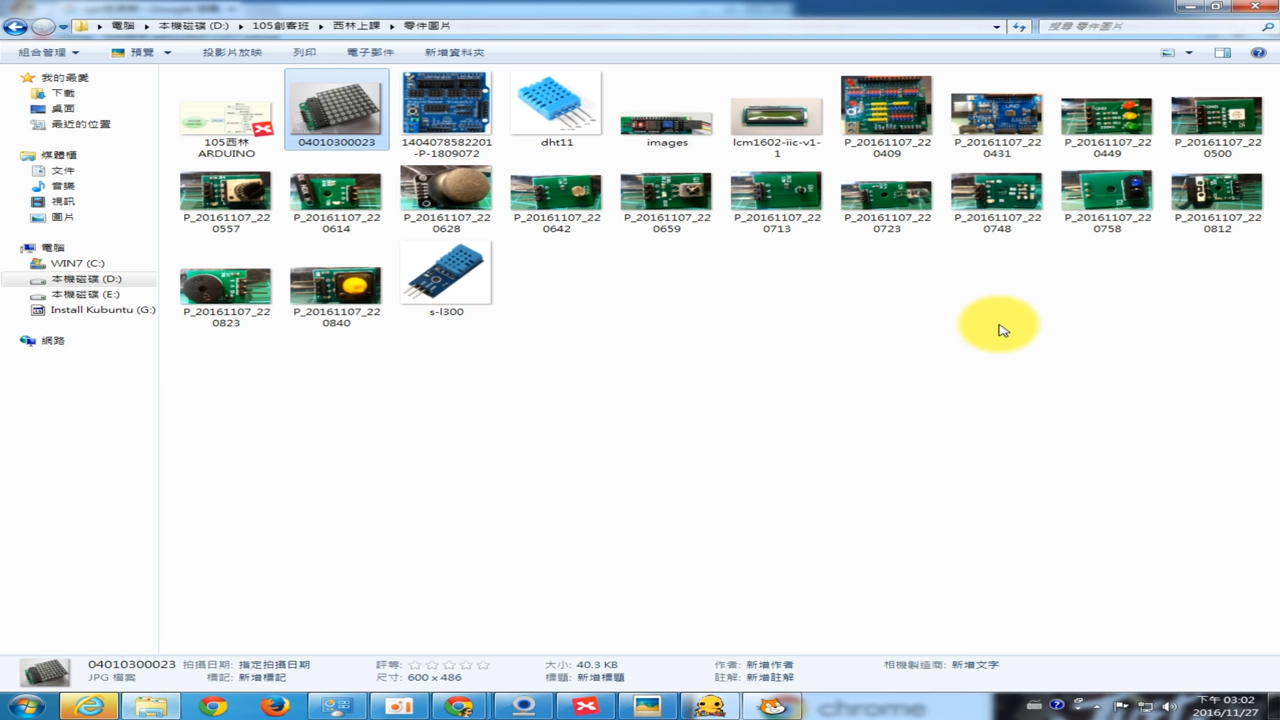 電腦 本機磁碟 (D:) 105創客班 西林上課 零件圖片
搜尋 零件圖片
組合管理 預覽 投影片放映 列印 電子郵件 新增資料夾
我的最愛
下載
桌面
最近的位置
媒體櫃
文件
音樂
視訊
圖片
電腦
WIN7 (C:)
本機磁碟 (D:)
本機磁碟 (E:)
Install Kubuntu (G:)
網路
105西林
ARDUINO
04010300023
1404078582201
-P-1809072
dht11
images
lcm1602-iic-v1-
1
P_20161107_22
0409
P_20161107_22
0431
P_20161107_22
0449
P_20161107_22
0500
P_20161107_22
0557
P_20161107_22
0614
P_20161107_22
0628
P_20161107_22
0642
P_20161107_22
0659
P_20161107_22
0713
P_20161107_22
0723
P_20161107_22
0748
P_20161107_22
0758
P_20161107_22
0812
P_20161107_22
0823
P_20161107_22
0840
s-l300
04010300023 拍攝日期: 指定拍攝日期 評等: 大小: 40.3 KB 作者: 新增作者 相機製造商: 新增文字
JPG 檔案 標記: 新增標記 尺寸: 600 x 486 標題: 新增標題 註解: 新增註解
chrome
下午 03:02
2016/11/27